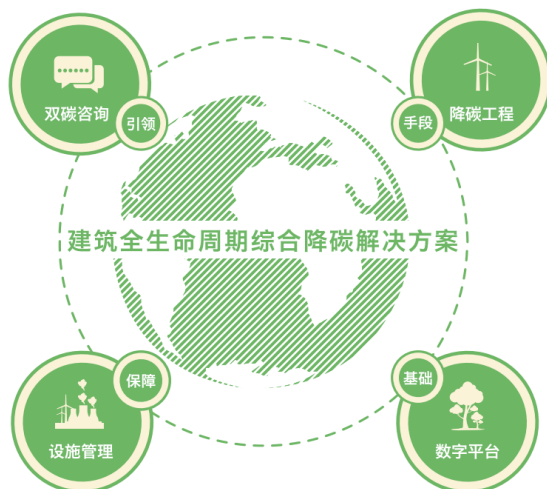 双碳咨询
引领
手段
降碳工程
建筑全生命周期综合降碳解决方案
保障
基础
设施管理
数字平台